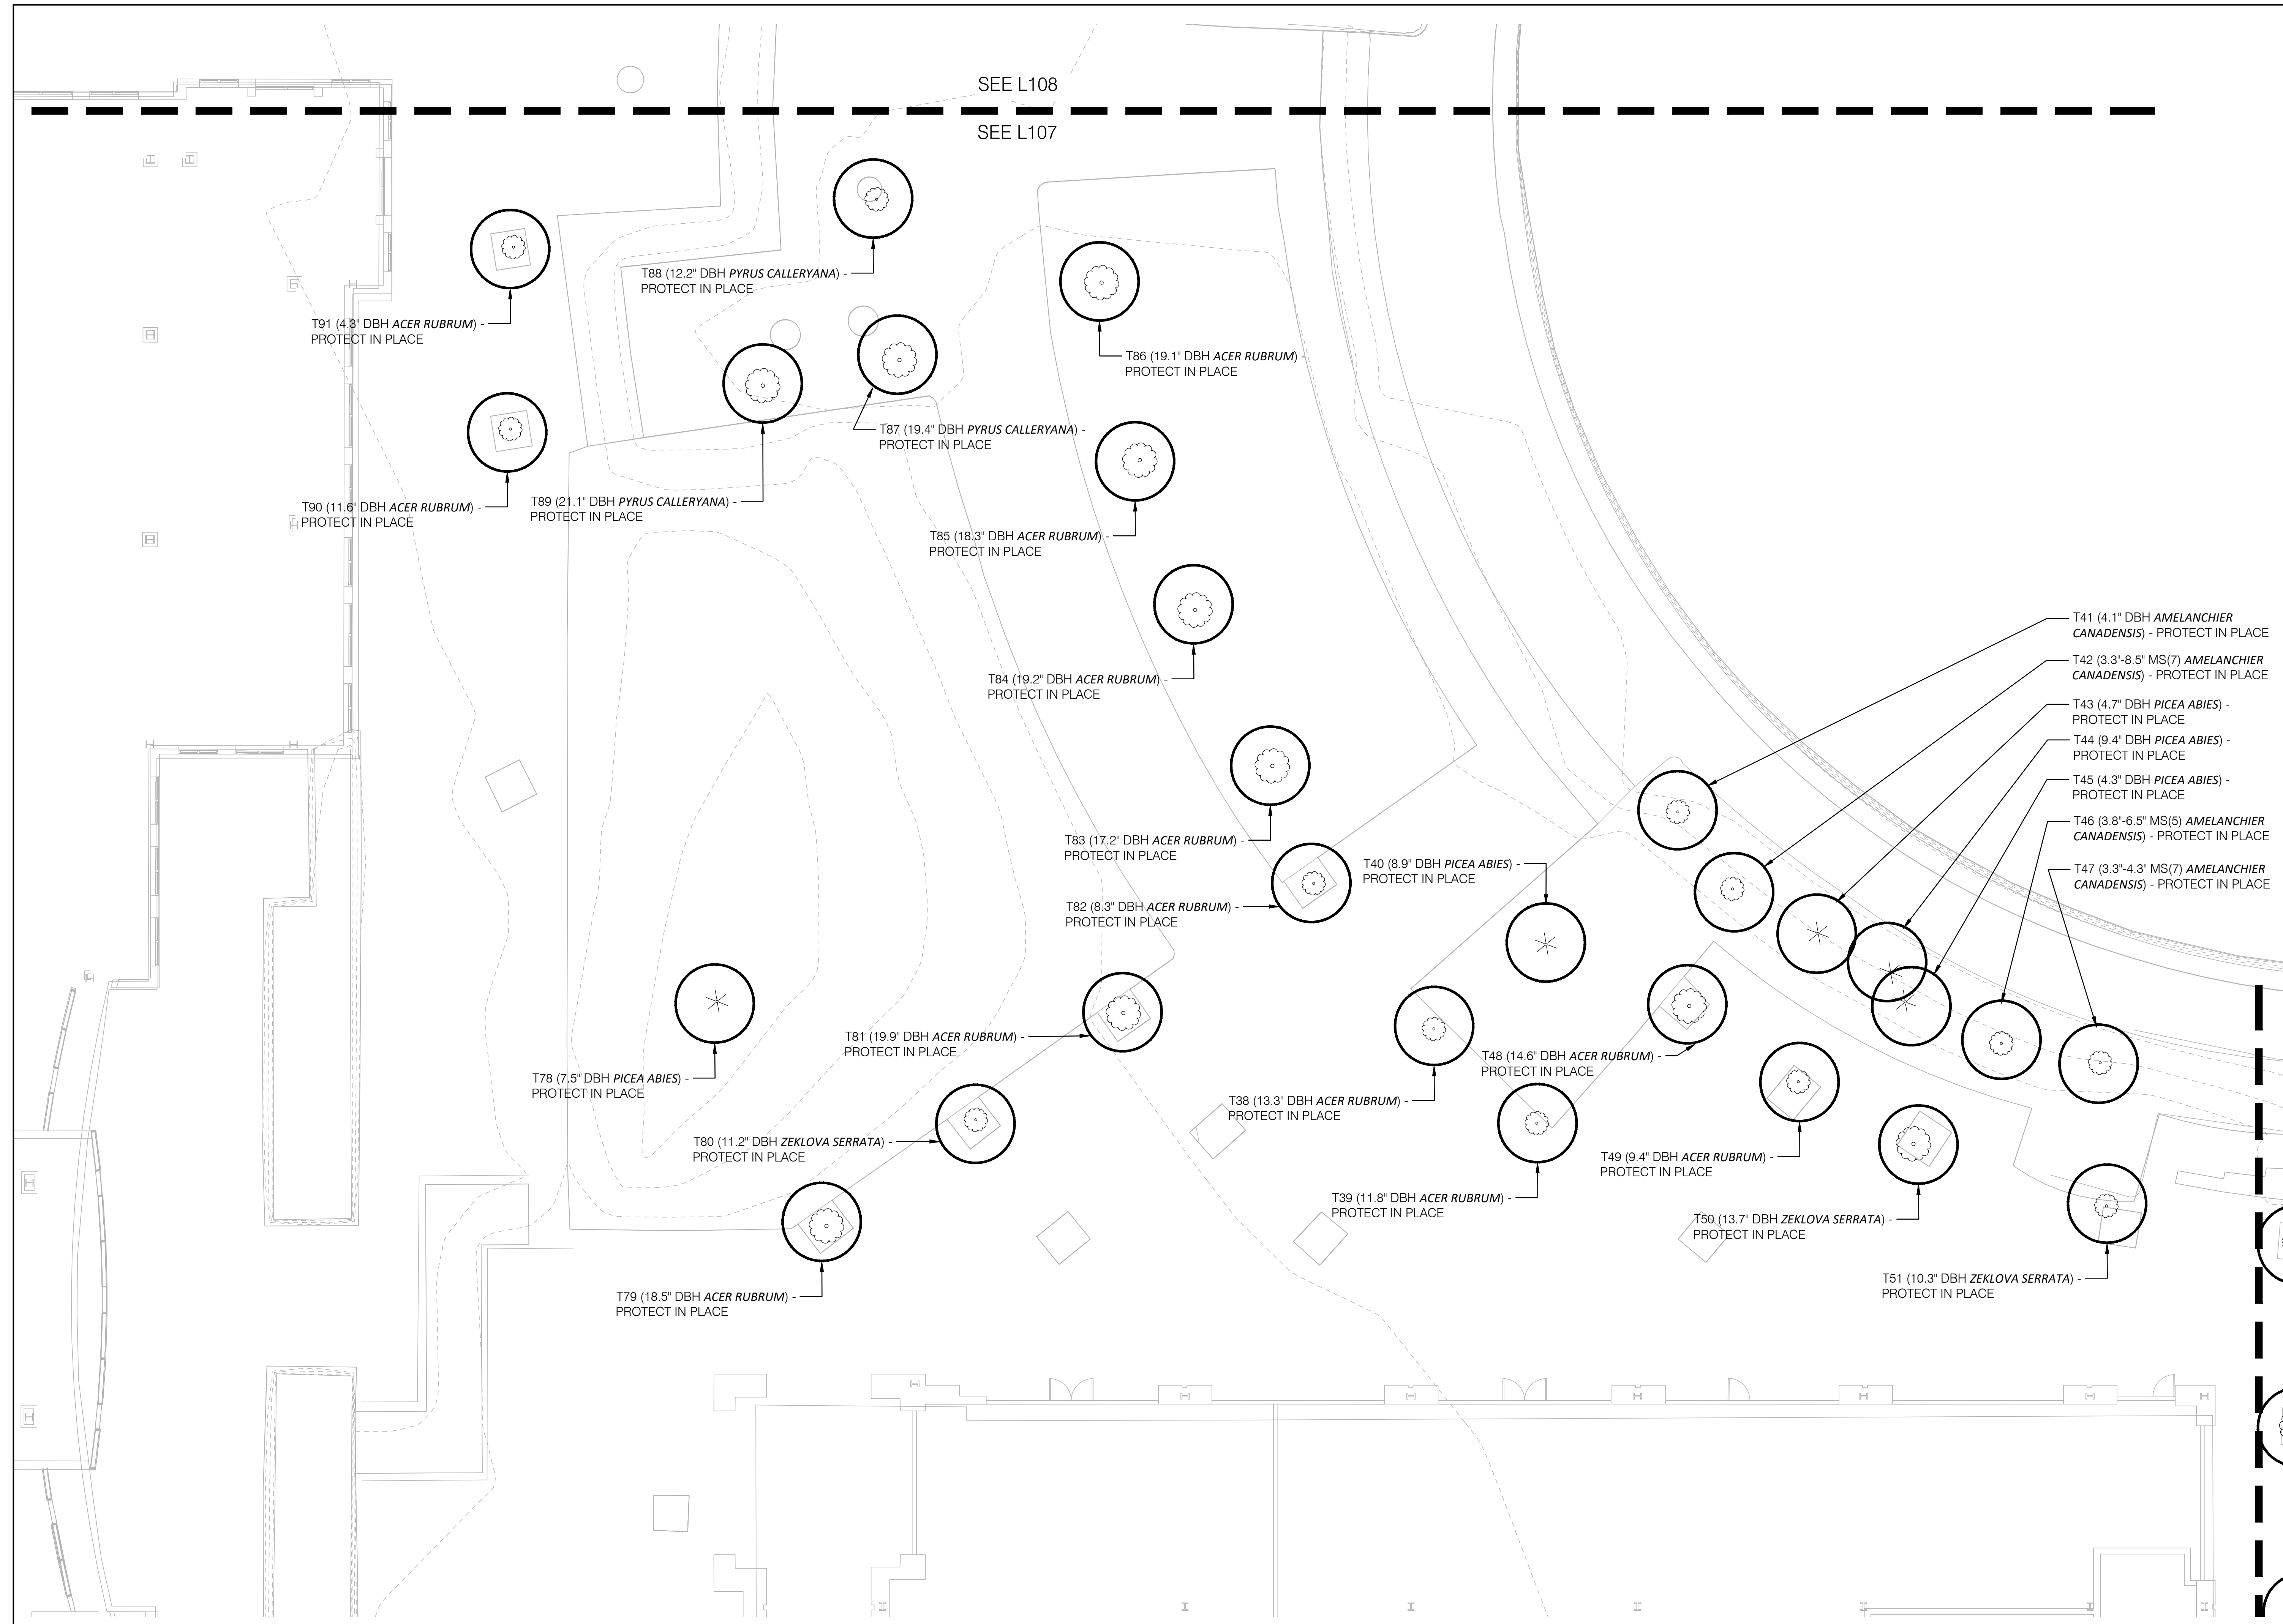 SEE L108
SEE L107
T88 (12.2" DBH PYRUS CALLERYANA) -
PROTECT IN PLACE
T91 (4.3" DBH ACER RUBRUM) -
PROTECT IN PLACE
T86 (19.1" DBH ACER RUBRUM) -
PROTECT IN PLACE
T87 (19.4" DBH PYRUS CALLERYANA) -
PROTECT IN PLACE
T89 (21.1" DBH PYRUS CALLERYANA) -
PROTECT IN PLACE
T90 (11.6" DBH ACER RUBRUM) -
PROTECT IN PLACE
T85 (18.3" DBH ACER RUBRUM) -
PROTECT IN PLACE
T84 (19.2" DBH ACER RUBRUM) -
PROTECT IN PLACE
T41 (4.1" DBH AMELANCHIER
CANADENSIS) - PROTECT IN PLACE
T42 (3.3"-8.5" MS(7) AMELANCHIER
CANADENSIS) - PROTECT IN PLACE
T43 (4.7" DBH PICEA ABIES) -
PROTECT IN PLACE
T44 (9.4" DBH PICEA ABIES) -
PROTECT IN PLACE
T45 (4.3" DBH PICEA ABIES) -
PROTECT IN PLACE
T46 (3.8"-6.5" MS(5) AMELANCHIER
CANADENSIS) - PROTECT IN PLACE
T47 (3.3"-4.3" MS(7) AMELANCHIER
CANADENSIS) - PROTECT IN PLACE
T83 (17.2" DBH ACER RUBRUM) -
PROTECT IN PLACE
T40 (8.9" DBH PICEA ABIES) -
PROTECT IN PLACE
T82 (8.3" DBH ACER RUBRUM) -
PROTECT IN PLACE
T81 (19.9" DBH ACER RUBRUM) -
PROTECT IN PLACE
T48 (14.6" DBH ACER RUBRUM) -
PROTECT IN PLACE
T78 (7.5" DBH PICEA ABIES) -
PROTECT IN PLACE
T38 (13.3" DBH ACER RUBRUM) -
PROTECT IN PLACE
T80 (11.2" DBH ZEKLOVA SERRATA) -
PROTECT IN PLACE
T49 (9.4" DBH ACER RUBRUM) -
PROTECT IN PLACE
T39 (11.8" DBH ACER RUBRUM) -
PROTECT IN PLACE
T50 (13.7" DBH ZEKLOVA SERRATA) -
PROTECT IN PLACE
T51 (10.3" DBH ZEKLOVA SERRATA) -
PROTECT IN PLACE
T79 (18.5" DBH ACER RUBRUM) -
PROTECT IN PLACE